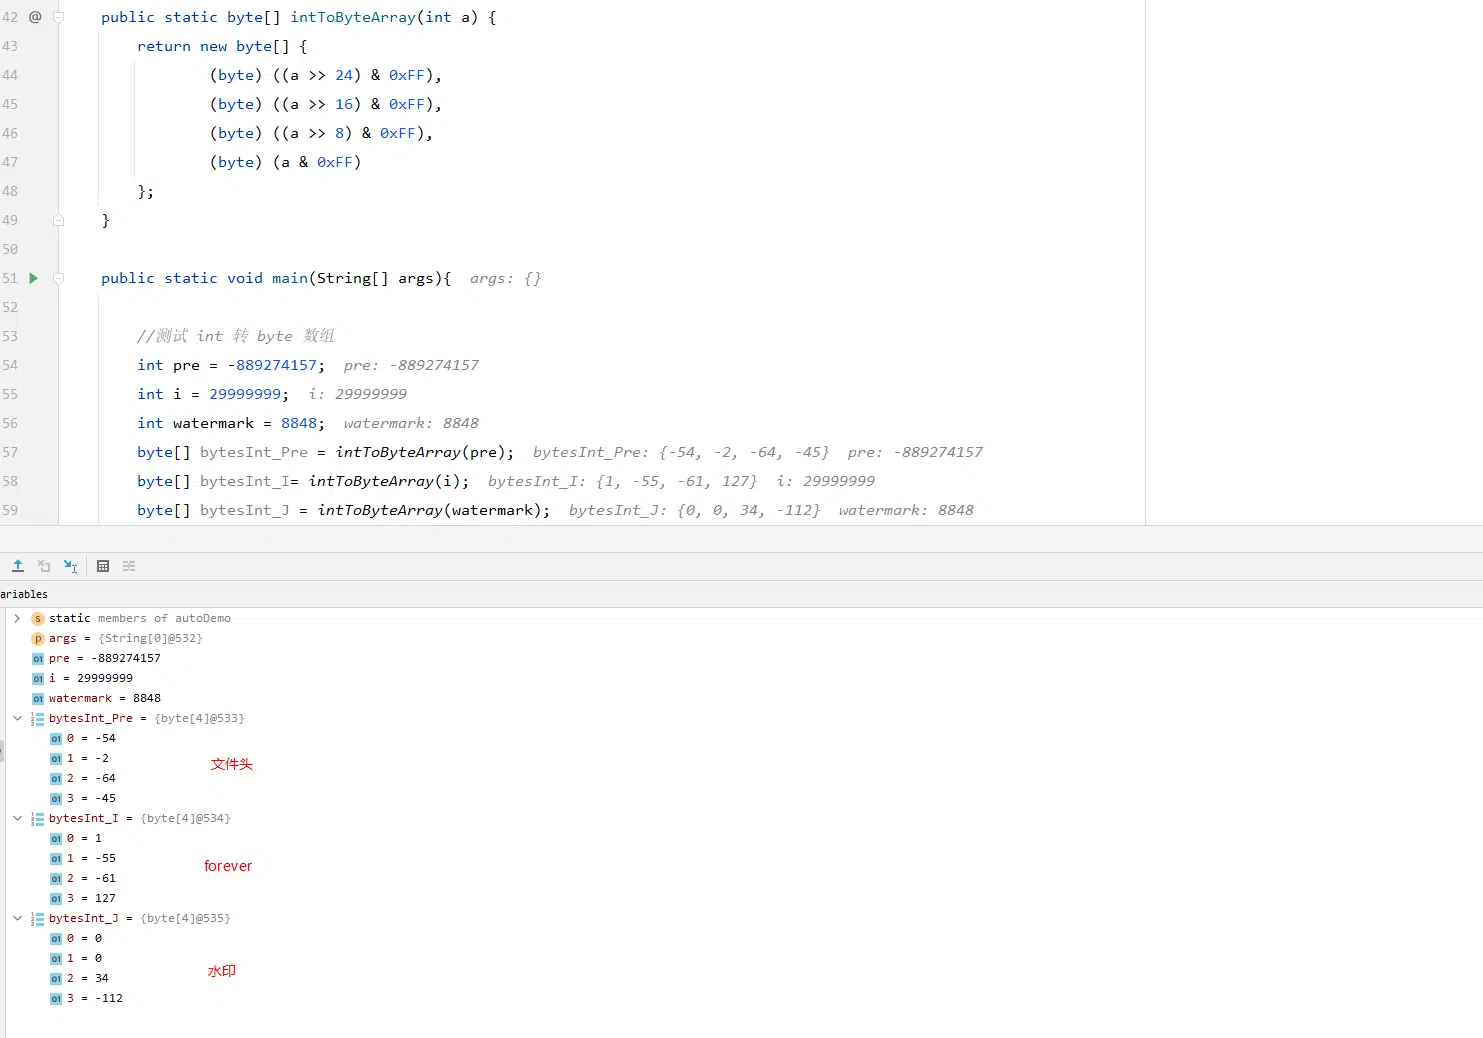 42 @ public static byte[] intToByteArray(int a) {
43 return new byte[] {
44 (byte) ((a >> 24) & 0xFF),
45 (byte) ((a >> 16) & 0xFF),
46 (byte) ((a >> 8) & 0xFF),
47 (byte) (a & 0xFF)
48 };
49 }
50
51 public static void main(String[] args){ args: {}
52
53 //测试 int 转 byte 数组
54 int pre = -889274157; pre: -889274157
55 int i = 29999999; i: 29999999
56 int watermark = 8848; watermark: 8848
57 byte[] bytesInt_Pre = intToByteArray(pre); bytesInt_Pre: {-54, -2, -64, -45} pre: -889274157
58 byte[] bytesInt_I= intToByteArray(i); bytesInt_I: {1, -55, -61, 127} i: 29999999
59 byte[] bytesInt_J = intToByteArray(watermark); bytesInt_J: {0, 0, 34, -112} watermark: 8848
ariables
static members of autoDemo
args = {String[0]@532}
pre = -889274157
i = 29999999
watermark = 8848
bytesInt_Pre = {byte[4]@533}
0 = -54
1 = -2
文件头
2 = -64
3 = -45
bytesInt_I = {byte[4]@534}
0 = 1
1 = -55
forever
2 = -61
3 = 127
bytesInt_J = {byte[4]@535}
0 = 0
1 = 0
水印
2 = 34
3 = -112